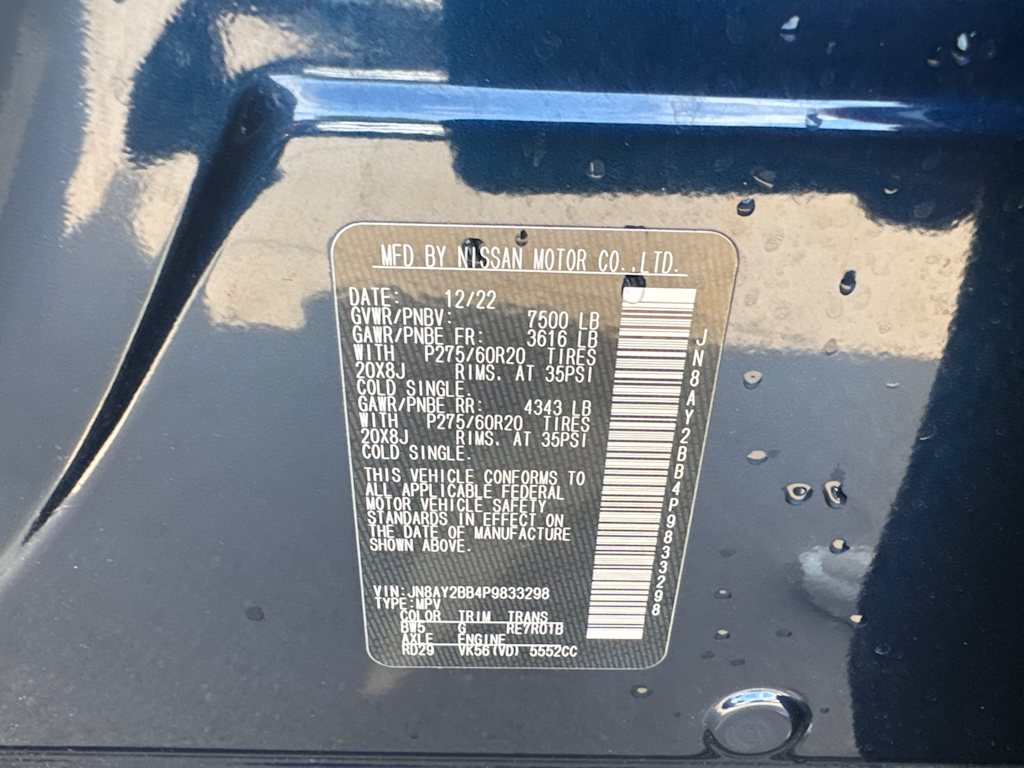 MFD BY NISSAN MOTOR CO.,LTD.
DATE: 12/22
GVWR/PNBV: 7500 LB
GAWR/PNBE FR: 3616 LB
WITH P275/60R20 TIRES
20X8J RIMS. AT 35PSI
COLD SINGLE.
GAWR/PNBE RR: 4343 LB
WITH P275/60R20 TIRES
20X8J RIMS. AT 35PSI
COLD SINGLE.
THIS VEHICLE CONFORMS TO
ALL APPLICABLE FEDERAL
MOTOR VEHICLE SAFETY
STANDARDS IN EFFECT ON
THE DATE OF MANUFACTURE
SHOWN ABOVE.
VIN:JN8AY2BB4P9833298
TYPE:MPV
COLOR TRIM TRANS
BW5 G RE7R01B
AXLE ENGINE
RD29 VK56(VD) 5552CC
JN8AY2BB4P9833298